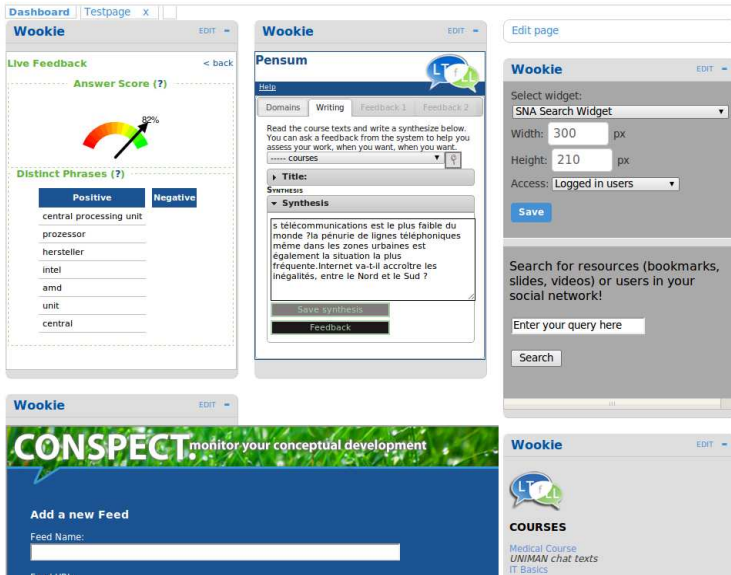 Dashboard
Testpage x
Wookie EDIT –
Live Feedback < back
Answer Score (?)
82%
Distinct Phrases (?)
Positive Negative
central processing unit
prozessor
hersteller
intel
amd
unit
central
Wookie EDIT –
Pensum
LTfLL
Help
Domains Writing Feedback 1 Feedback 2
Read the course texts and write a synthesize below.
You can ask a feedback from the system to help you
assess your work, when you want, when you want.
----- courses
Title:
SYNTHESIS
Synthesis
s télécommunications est le plus faible du
monde ?la pénurie de lignes téléphoniques
même dans les zones urbaines est
également la situation la plus
fréquente.Internet va-t-il accroître les
inégalités, entre le Nord et le Sud ?
Save synthesis
Feedback
Edit page
Wookie EDIT –
Select widget:
SNA Search Widget
Width: 300 px
Height: 210 px
Access: Logged in users
Save
Search for resources (bookmarks,
slides, videos) or users in your
social network!
Enter your query here
Search
Wookie EDIT –
CONSPECT. monitor your conceptual development
Add a new Feed
Feed Name:
Wookie EDIT –
LTfLL
COURSES
Medical Course
UNIMAN chat texts
IT Basics